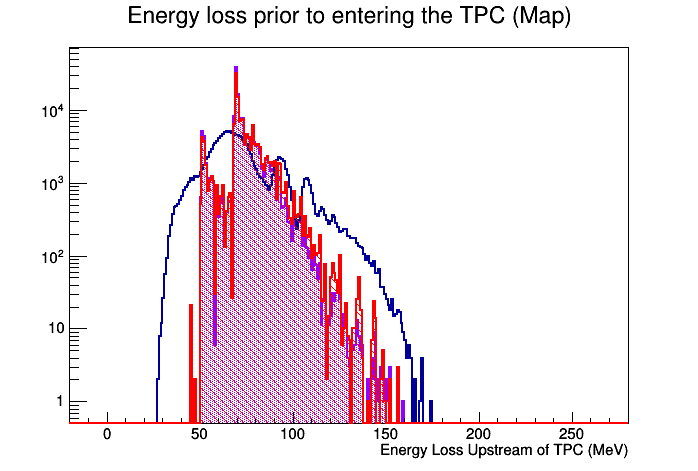 Energy loss prior to entering the TPC (Map)
10^4
10^3
10^2
10
1
0 50 100 150 200 250
Energy Loss Upstream of TPC (MeV)